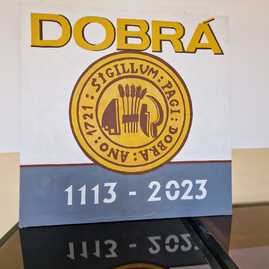 DOBRÁ
SIGILLUM : PAGI : DOBRA : ANO : 1721 :
1113 - 2023